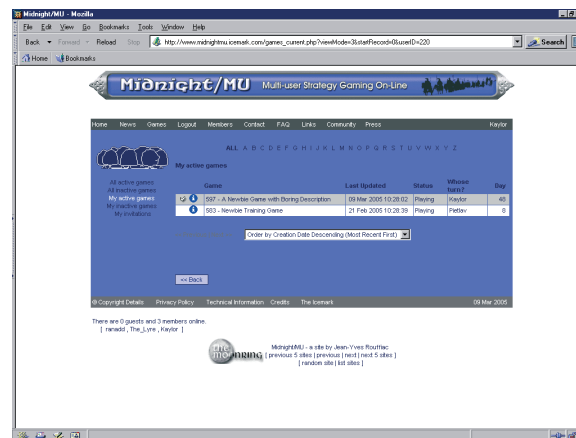 Midnight/MU - Mozilla
File Edit View Go Bookmarks Tools Window Help
Back Forward Reload Stop http://www.midnightmu.icemark.com/games_current.php?viewMode=3&startRecord=0&userID=220 Search
Home Bookmarks
Midnight/MU Multi-user Strategy Gaming On-Line
Home News Games Logout Members Contact FAQ Links Community Press Kaylor
ALL A B C D E F G H I J K L M N O P Q R S T U V W X Y Z
My active games
All active games
All inactive games
My active games
My inactive games
My invitations
Game Last Updated Status Whose turn? Day
597 - A Newbie Game with Boring Description 09 Mar 2005 10:28:02 Playing Kaylor 48
583 - Newbie Training Game 21 Feb 2005 10:28:39 Playing 8
Order by Creation Date Descending (Most Recent First)
<< Back
© Copyright Details Privacy Policy Technical Information Credits The Icemark 09 Mar 2005
There are 0 guests and 3 members online.
[ ranadd , The_Lyre , Kaylor ]
the moonring
Midnight/MU - a site by Jean-Yves Rouffiac
[ previous 5 sites | previous | next | next 5 sites ]
[ random site | list sites ]